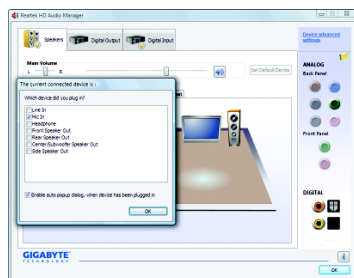 Realtek HD Audio Manager
Speakers
Digital Output
Digital Input
Device advanced settings
Main Volume
L
R
Set Default Device
ANALOG
Back Panel
The current connected device is :
Which device did you plug in?
Line In
Mic In
Headphone
Front Speaker Out
Rear Speaker Out
Center/Subwoofer Speaker Out
Side Speaker Out
Enable auto popup dialog, when device has been plugged in
OK
Front Panel
DIGITAL
GIGABYTE
TECHNOLOGY
OK